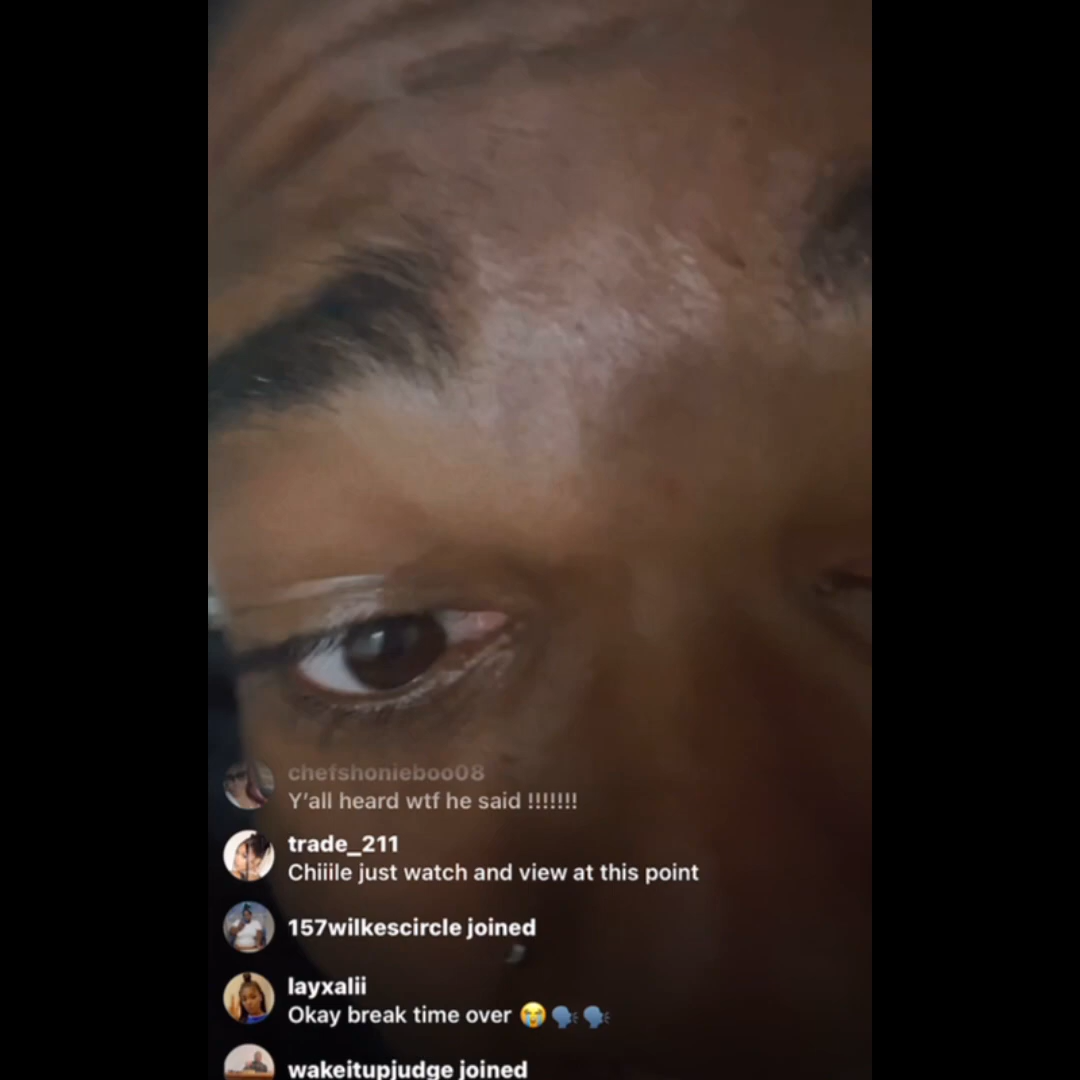 chefshonieboo08
Y'all heard wtf he said !!!!!!!
trade_211
Chiiile just watch and view at this point
157wilkescircle joined
layxalii
Okay break time over 😭🗣️🗣️
wakeitupjudge joined